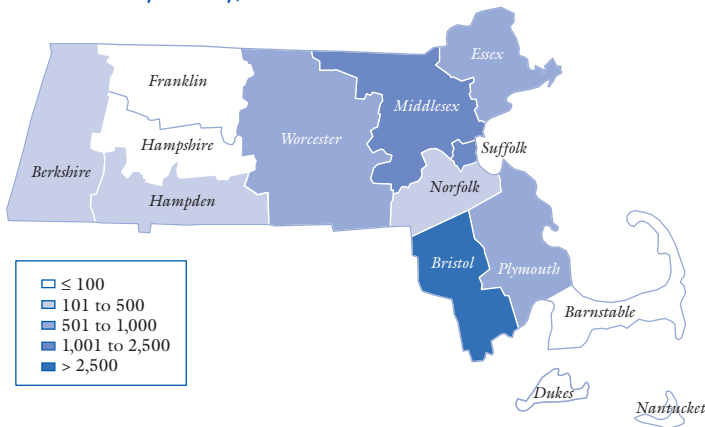 Essex
Franklin
Middlesex
Worcester
Hampshire
Suffolk
Berkshire
Norfolk
Hampden
Bristol
Plymouth
≤ 100
101 to 500
501 to 1,000
1,001 to 2,500
> 2,500
Barnstable
Dukes
Nantucket